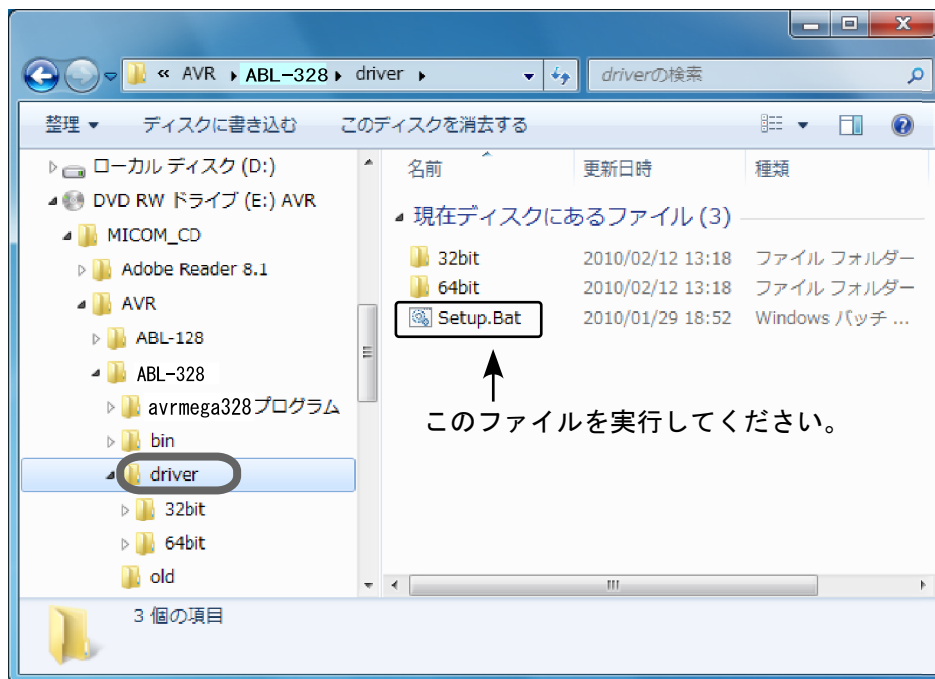 « AVR ▸ ABL-328 ▸ driver ▸
driverの検索
整理 ▼ ディスクに書き込む このディスクを消去する
ローカル ディスク (D:)
DVD RW ドライブ (E:) AVR
MICOM_CD
Adobe Reader 8.1
AVR
ABL-128
ABL-328
avrmega328プログラム
bin
driver
32bit
64bit
old
名前 更新日時 種類
現在ディスクにあるファイル (3)
32bit 2010/02/12 13:18 ファイル フォルダー
64bit 2010/02/12 13:18 ファイル フォルダー
Setup.Bat 2010/01/29 18:52 Windows バッチ ...
このファイルを実行してください。
3 個の項目